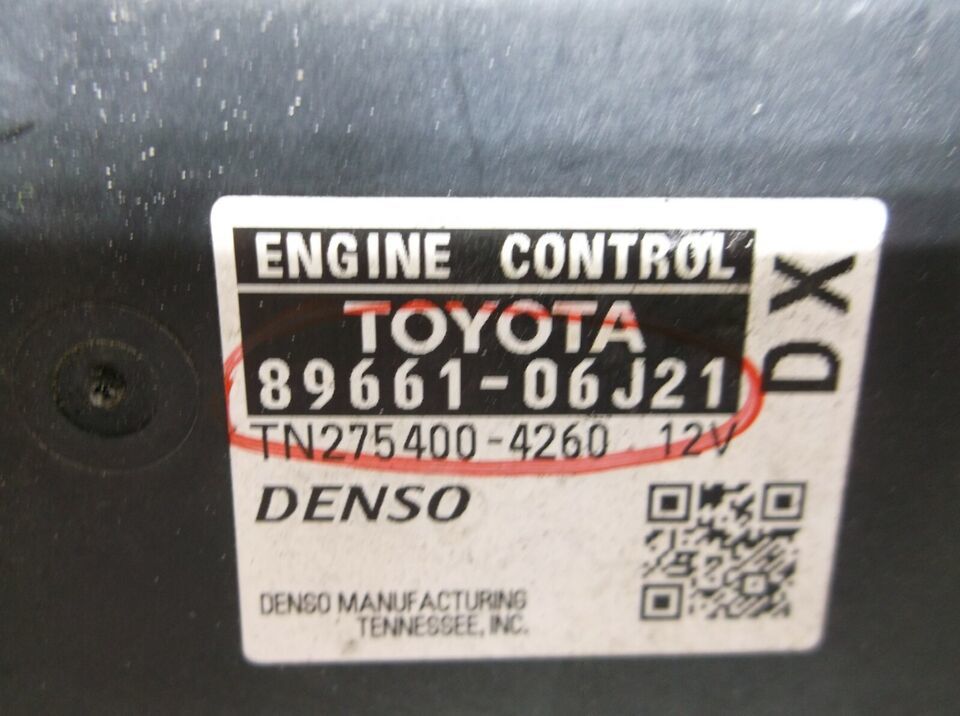 ENGINE CONTROL
TOYOTA
89661-06J21
TN275400-4260 12V
DENSO
DENSO MANUFACTURING
TENNESSEE, INC.
DX